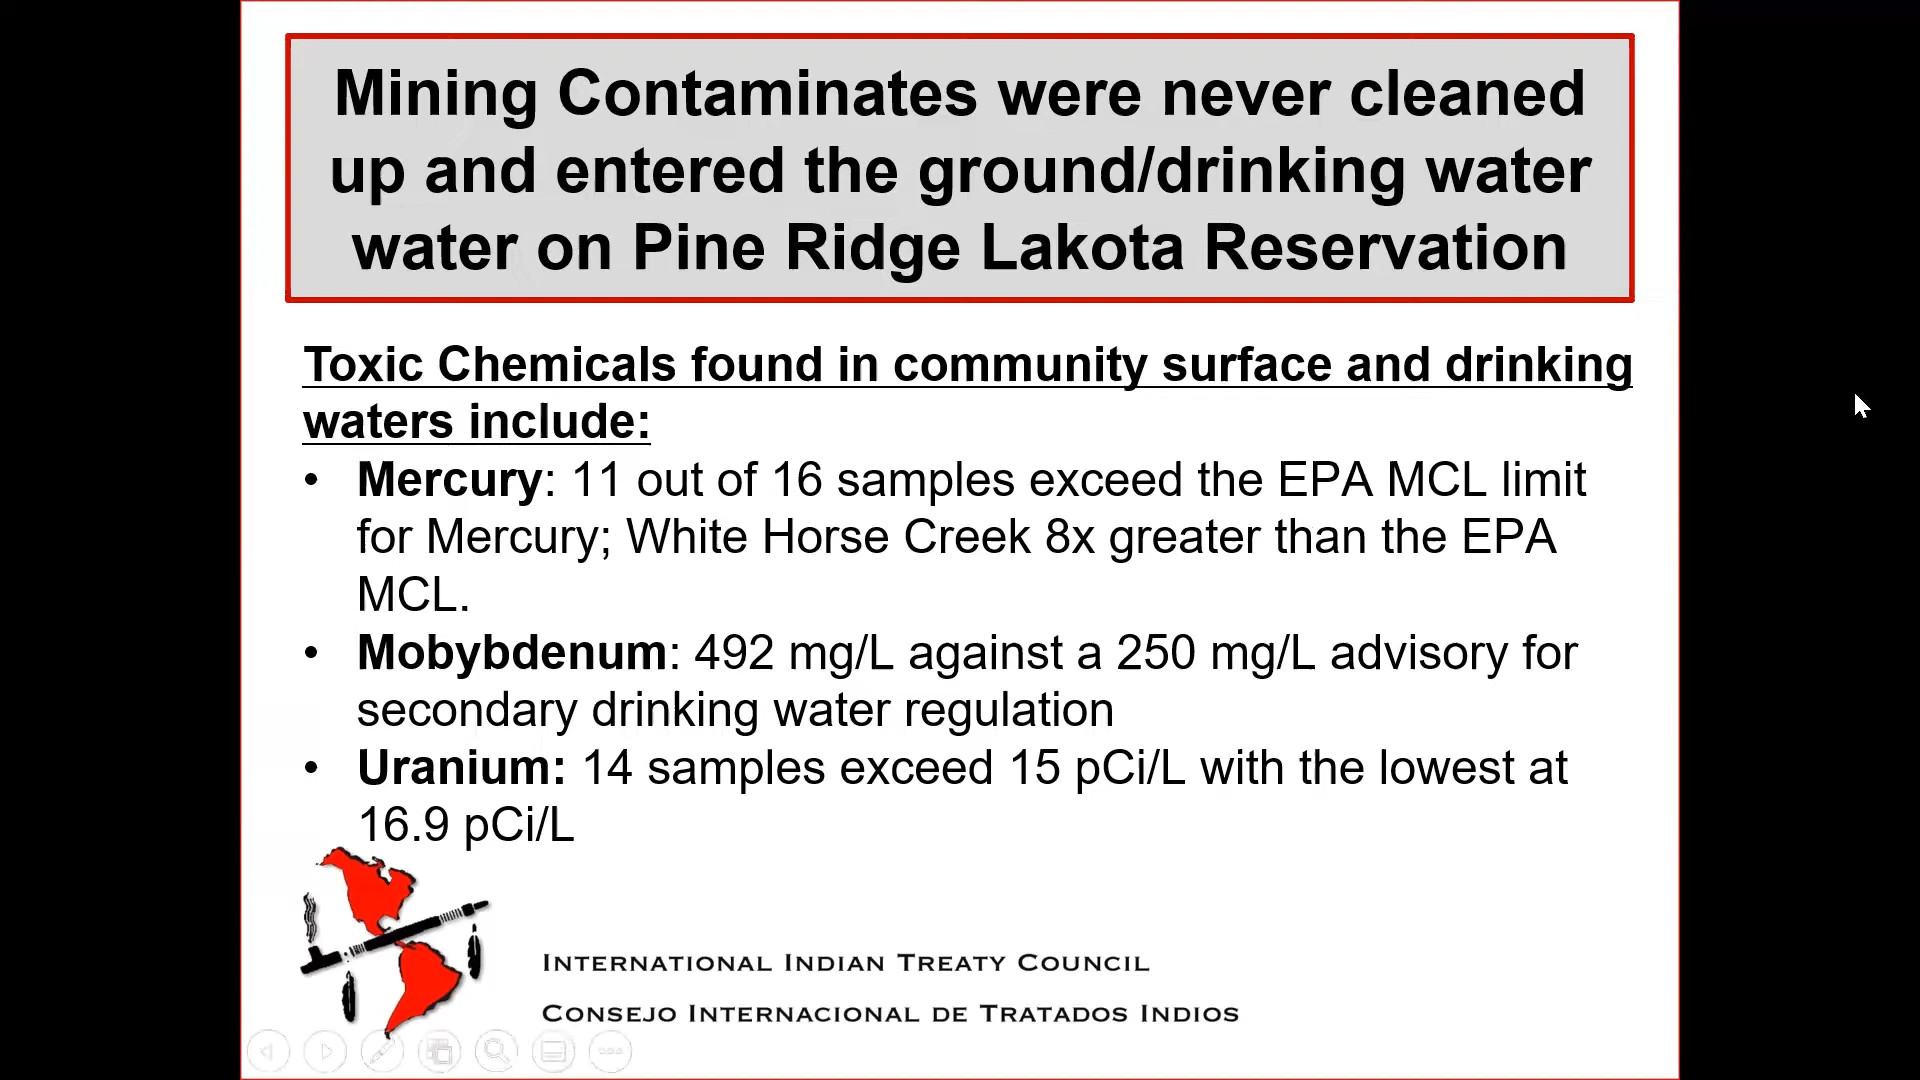 Mining Contaminates were never cleaned
up and entered the ground/drinking water
water on Pine Ridge Lakota Reservation
Toxic Chemicals found in community surface and drinking
waters include:
• Mercury: 11 out of 16 samples exceed the EPA MCL limit
for Mercury; White Horse Creek 8x greater than the EPA
MCL.
• Mobybdenum: 492 mg/L against a 250 mg/L advisory for
secondary drinking water regulation
• Uranium: 14 samples exceed 15 pCi/L with the lowest at
16.9 pCi/L
International Indian Treaty Council
Consejo Internacional de Tratados Indios